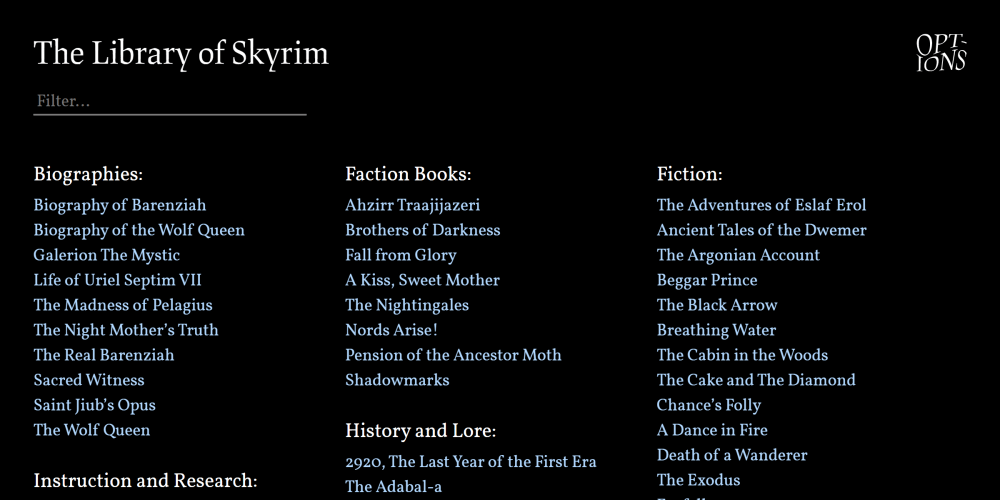 The Library of Skyrim
OPT-
IONS
Filter...
Biographies:
Biography of Barenziah
Biography of the Wolf Queen
Galerion The Mystic
Life of Uriel Septim VII
The Madness of Pelagius
The Night Mother's Truth
The Real Barenziah
Sacred Witness
Saint Jiub's Opus
The Wolf Queen
Instruction and Research:
Faction Books:
Ahzirr Traajijazeri
Brothers of Darkness
Fall from Glory
A Kiss, Sweet Mother
The Nightingales
Nords Arise!
Pension of the Ancestor Moth
Shadowmarks
History and Lore:
2920, The Last Year of the First Era
The Adabal-a
Fiction:
The Adventures of Eslaf Erol
Ancient Tales of the Dwemer
The Argonian Account
Beggar Prince
The Black Arrow
Breathing Water
The Cabin in the Woods
The Cake and The Diamond
Chance's Folly
A Dance in Fire
Death of a Wanderer
The Exodus